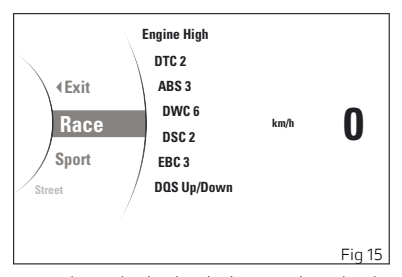 Engine High
DTC 2
Exit
ABS 3
Race
DWC 6
km/h
0
DSC 2
Sport
EBC 3
Street
DQS Up/Down
Fig 15